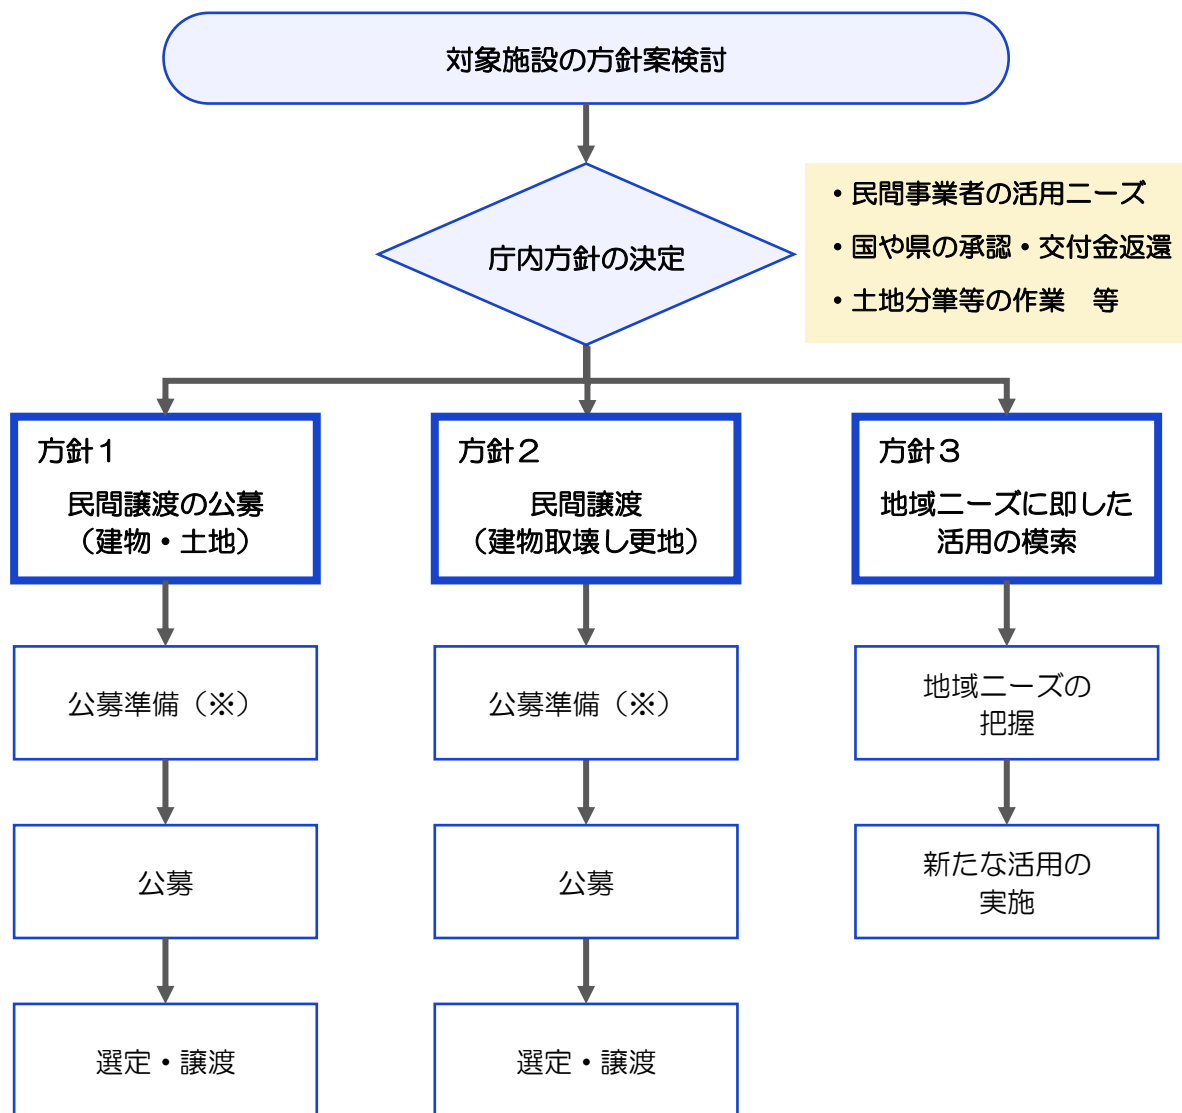 対象施設の方針案検討
庁内方針の決定
・民間事業者の活用ニーズ
・国や県の承認・交付金返還
・土地分筆等の作業　等
方針１
民間譲渡の公募
（建物・土地）
公募準備（※）
公募
選定・譲渡
方針２
民間譲渡
（建物取壊し更地）
公募準備（※）
公募
選定・譲渡
方針３
地域ニーズに即した
活用の模索
地域ニーズの
把握
新たな活用の
実施